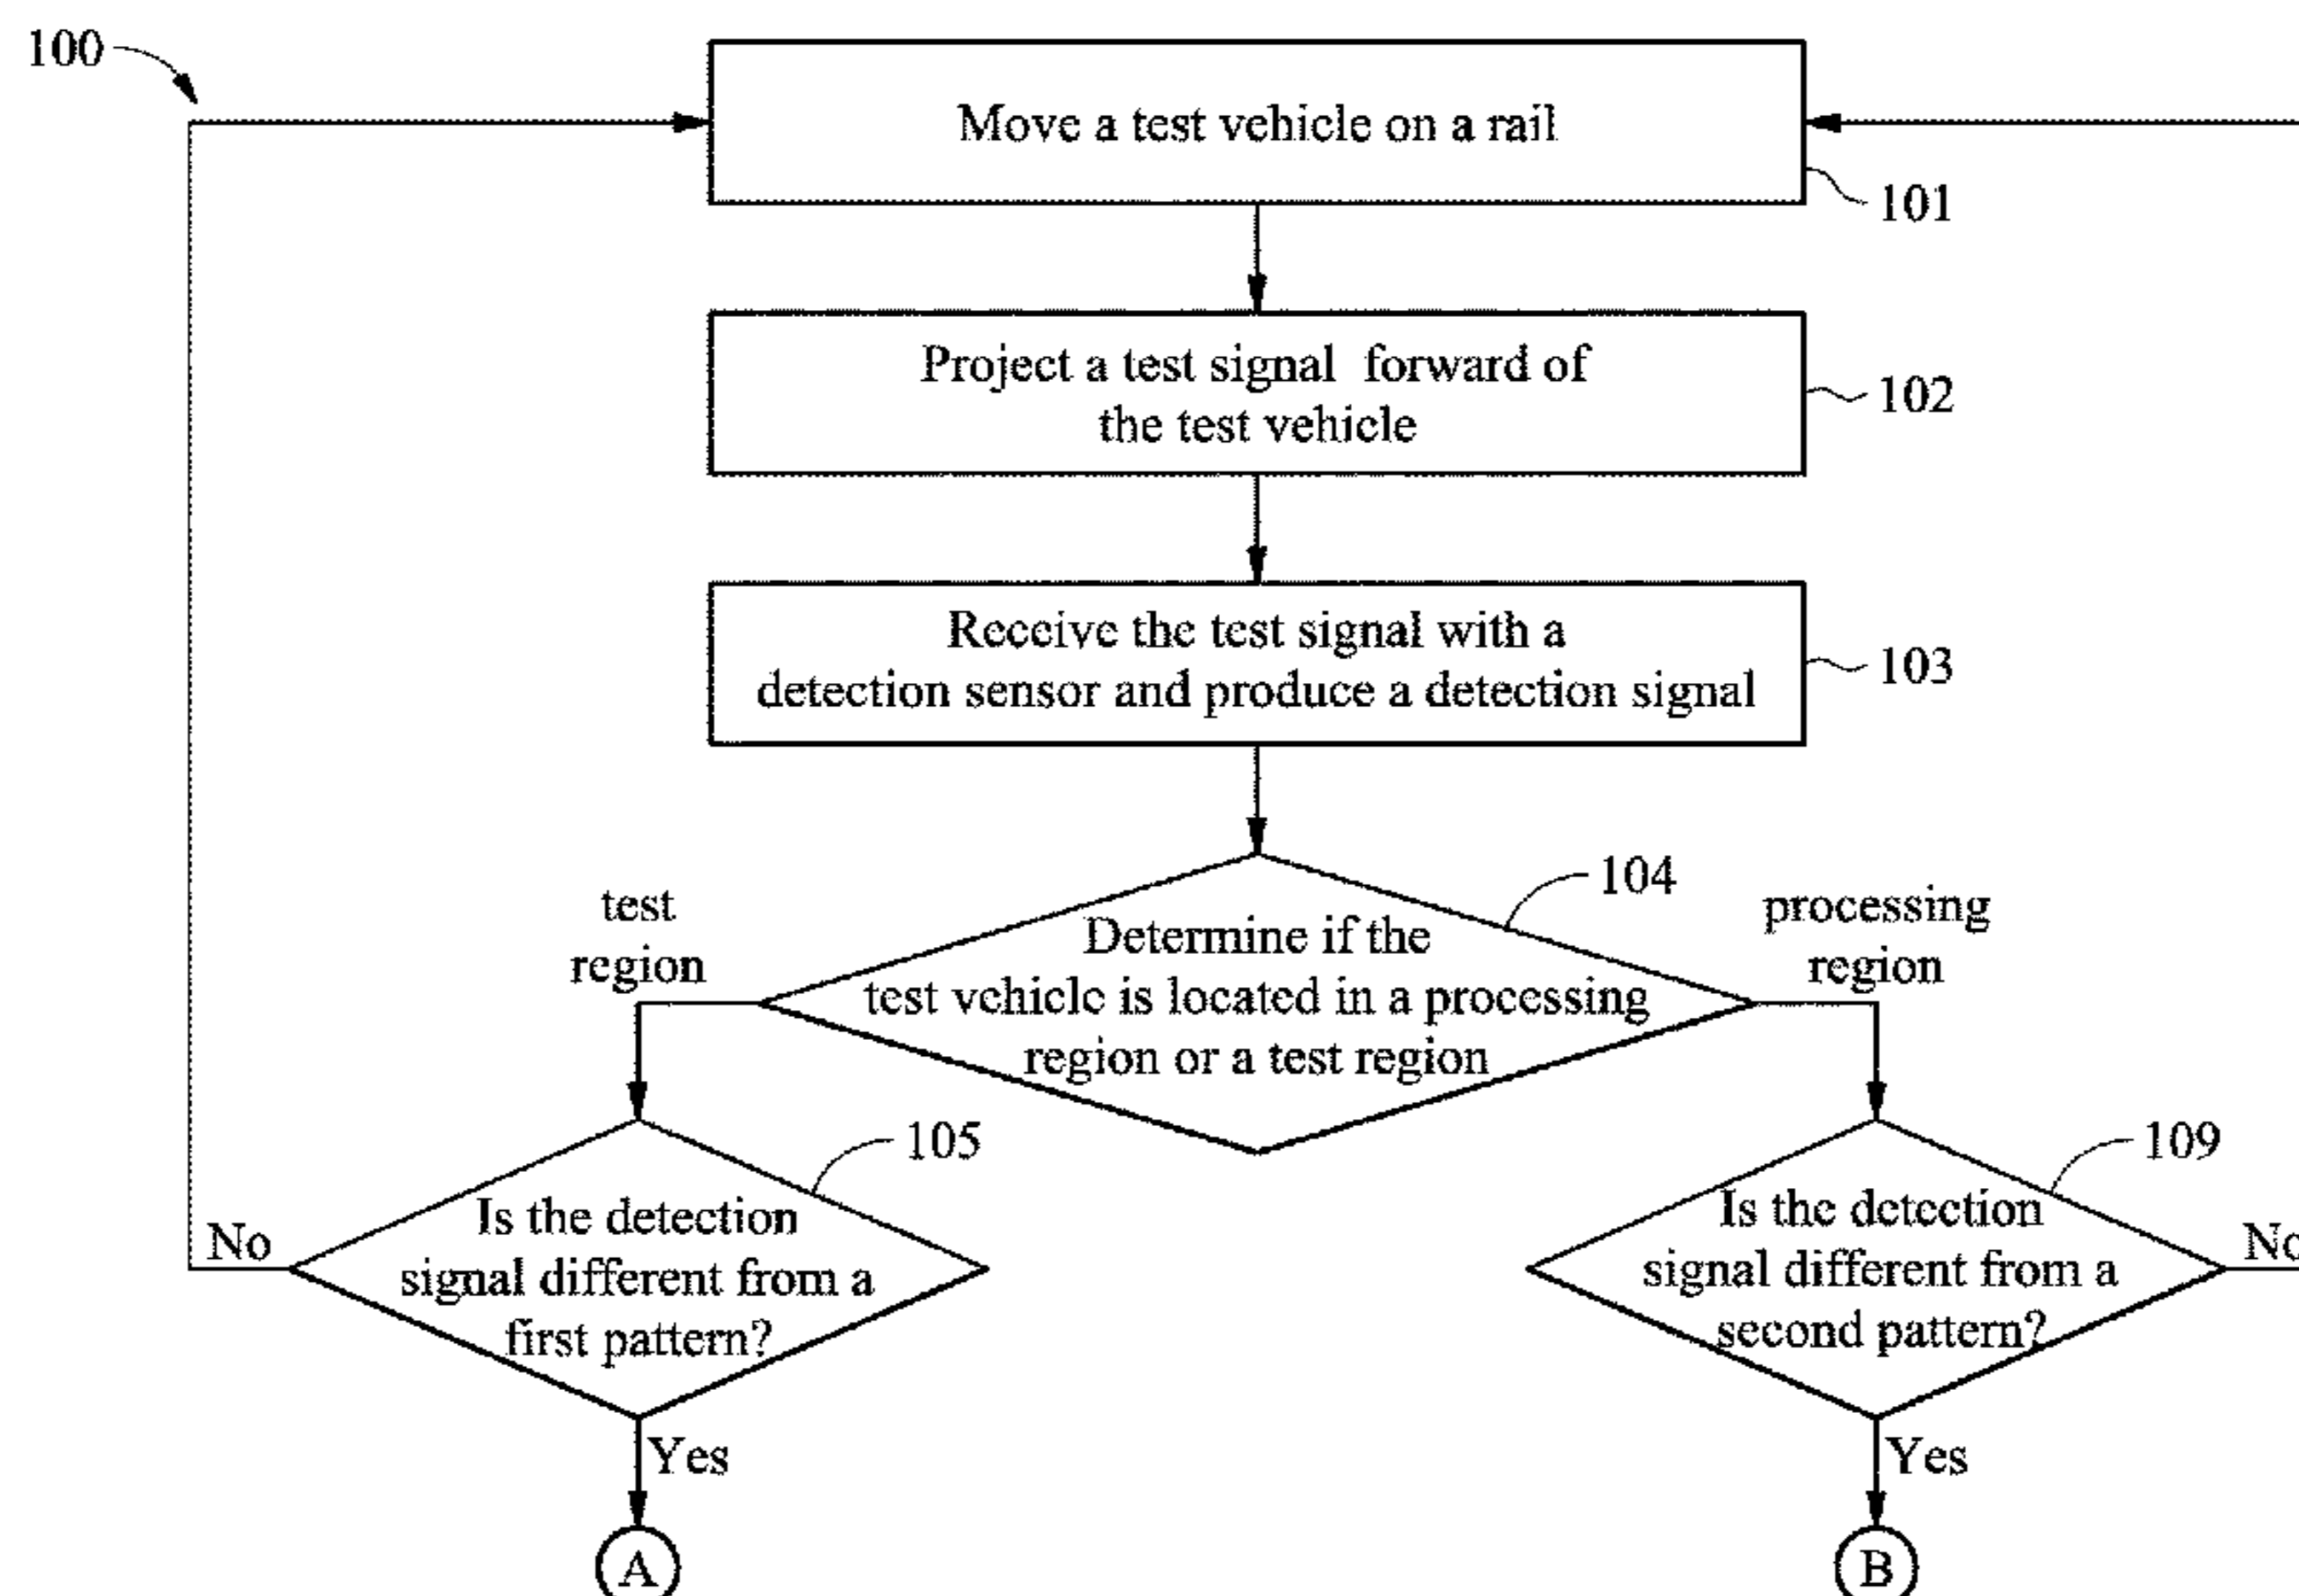 100
Move a test vehicle on a rail
101
Project a test signal forward of
the test vehicle
102
Receive the test signal with a
detection sensor and produce a detection signal
103
104
test
region
processing
region
Determine if the
test vehicle is located in a processing
region or a test region
105
109
Is the detection
signal different from a
first pattern?
No
Is the detection
signal different from a
second pattern?
No
Yes
Yes
A
B